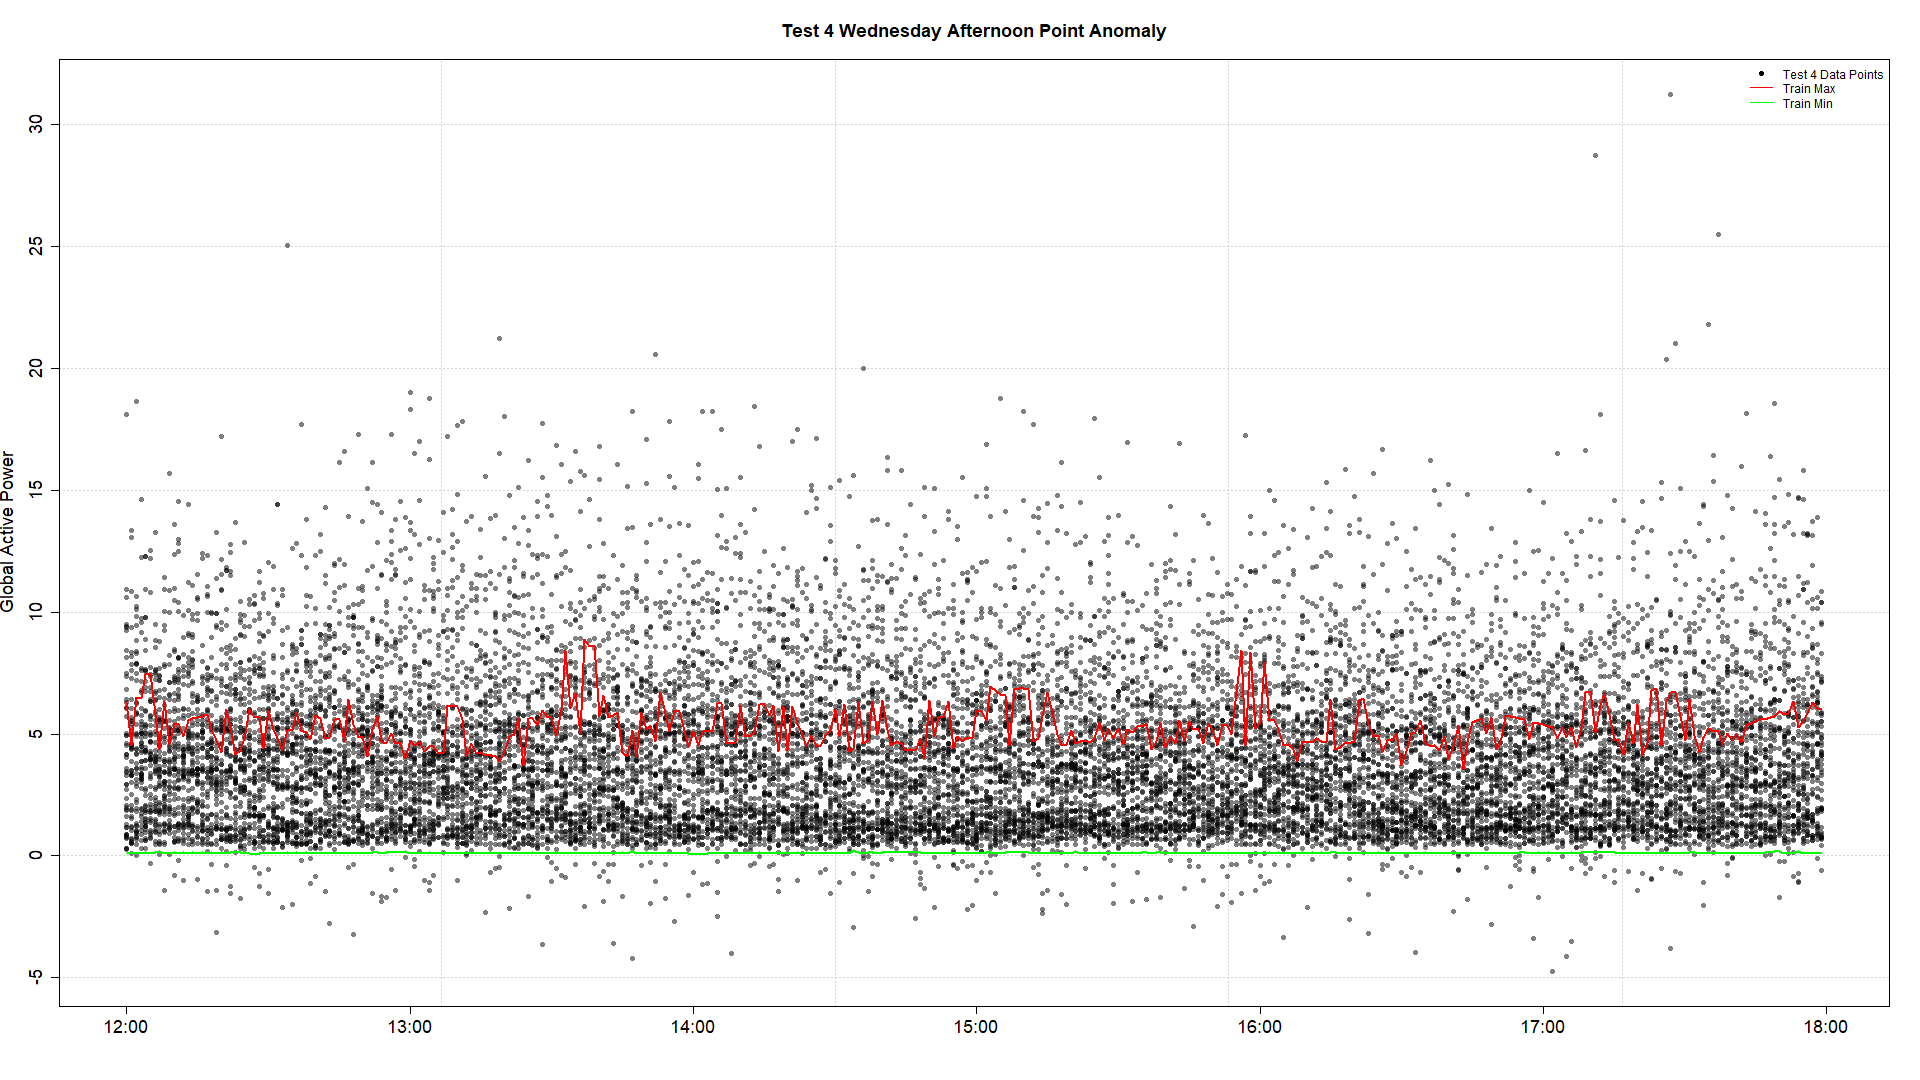 Test 4 Wednesday Afternoon Point Anomaly
Test 4 Data Points
Train Max
Train Min
Global Active Power
30
25
20
15
10
5
0
-5
12:00 13:00 14:00 15:00 16:00 17:00 18:00